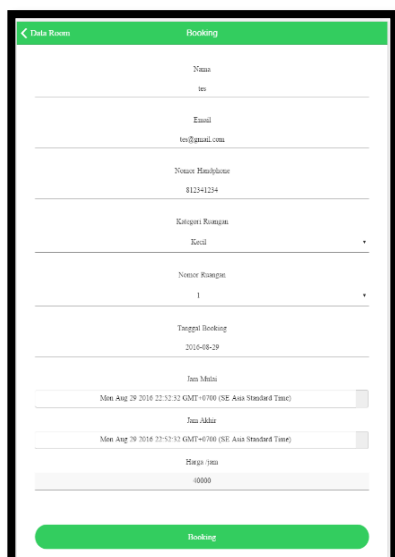 Data Room
Booking
Nama
tes
Email
tes@gmail.com
Nomor Handphone
812341234
Kategori Ruangan
Kecil
Nomor Ruangan
1
Tanggal Booking
2016-08-29
Jam Mulai
Mon Aug 29 2016 22:52:32 GMT+0700 (SE Asia Standard Time)
Jam Akhir
Mon Aug 29 2016 22:52:32 GMT+0700 (SE Asia Standard Time)
Harga /jam
40000
Booking